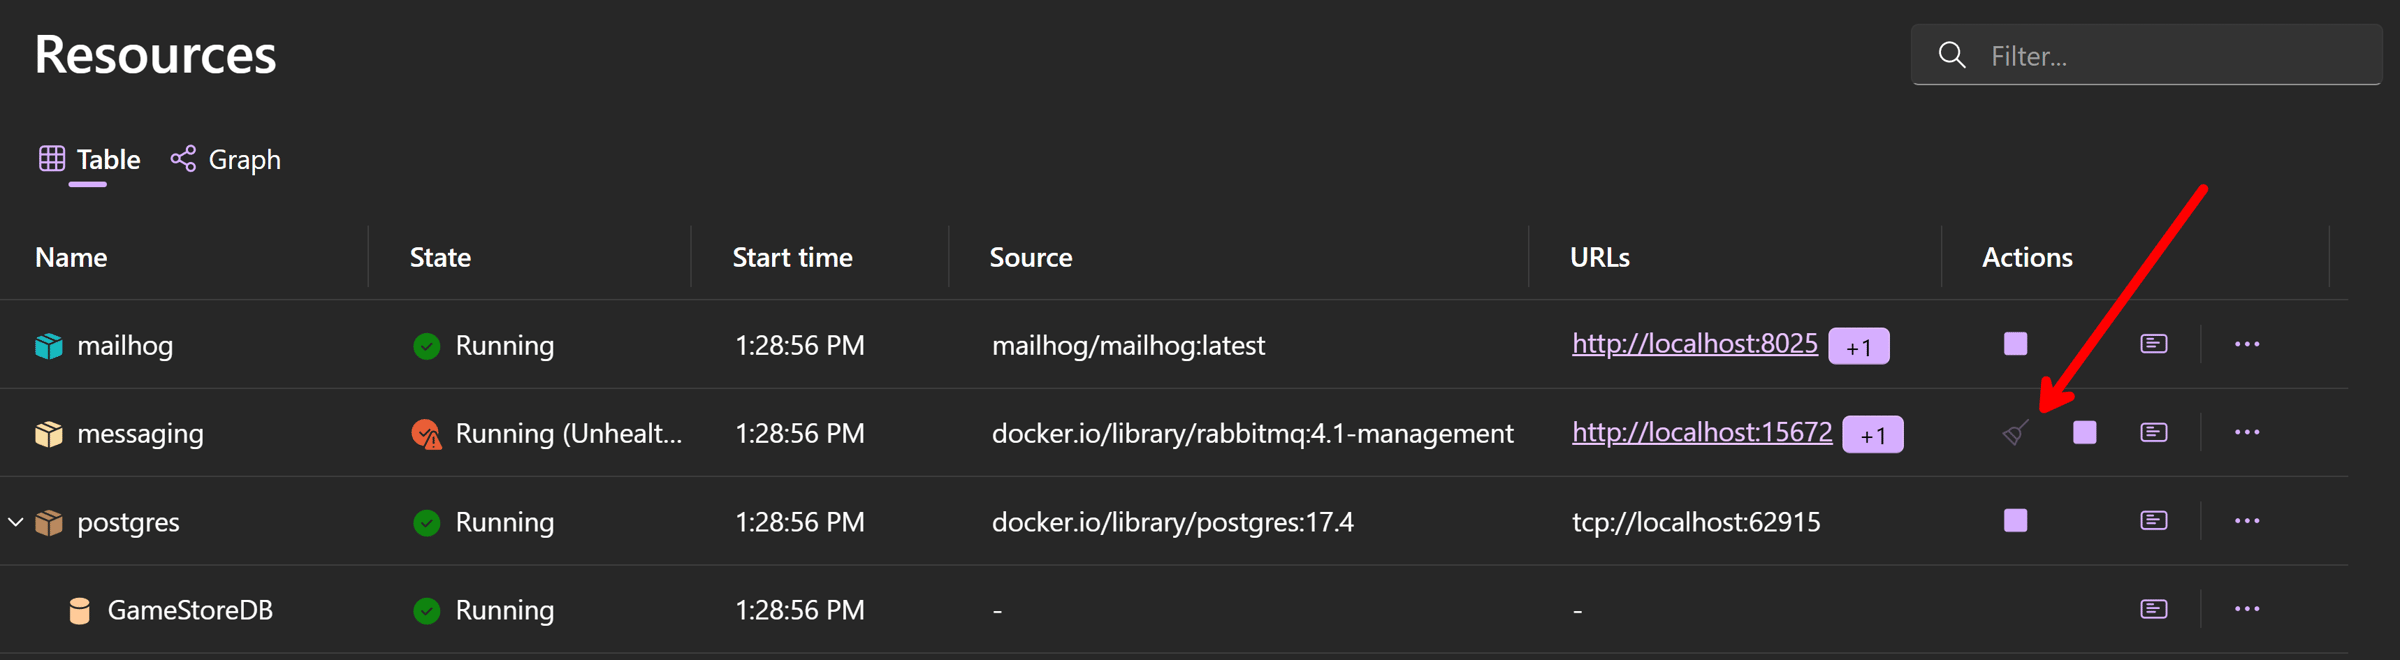 Resources
Filter...
Table Graph
Name State Start time Source URLs Actions
mailhog Running 1:28:56 PM mailhog/mailhog:latest http://localhost:8025 +1
messaging Running (Unhealt... 1:28:56 PM docker.io/library/rabbitmq:4.1-management http://localhost:15672 +1
postgres Running 1:28:56 PM docker.io/library/postgres:17.4 tcp://localhost:62915
GameStoreDB Running 1:28:56 PM - -